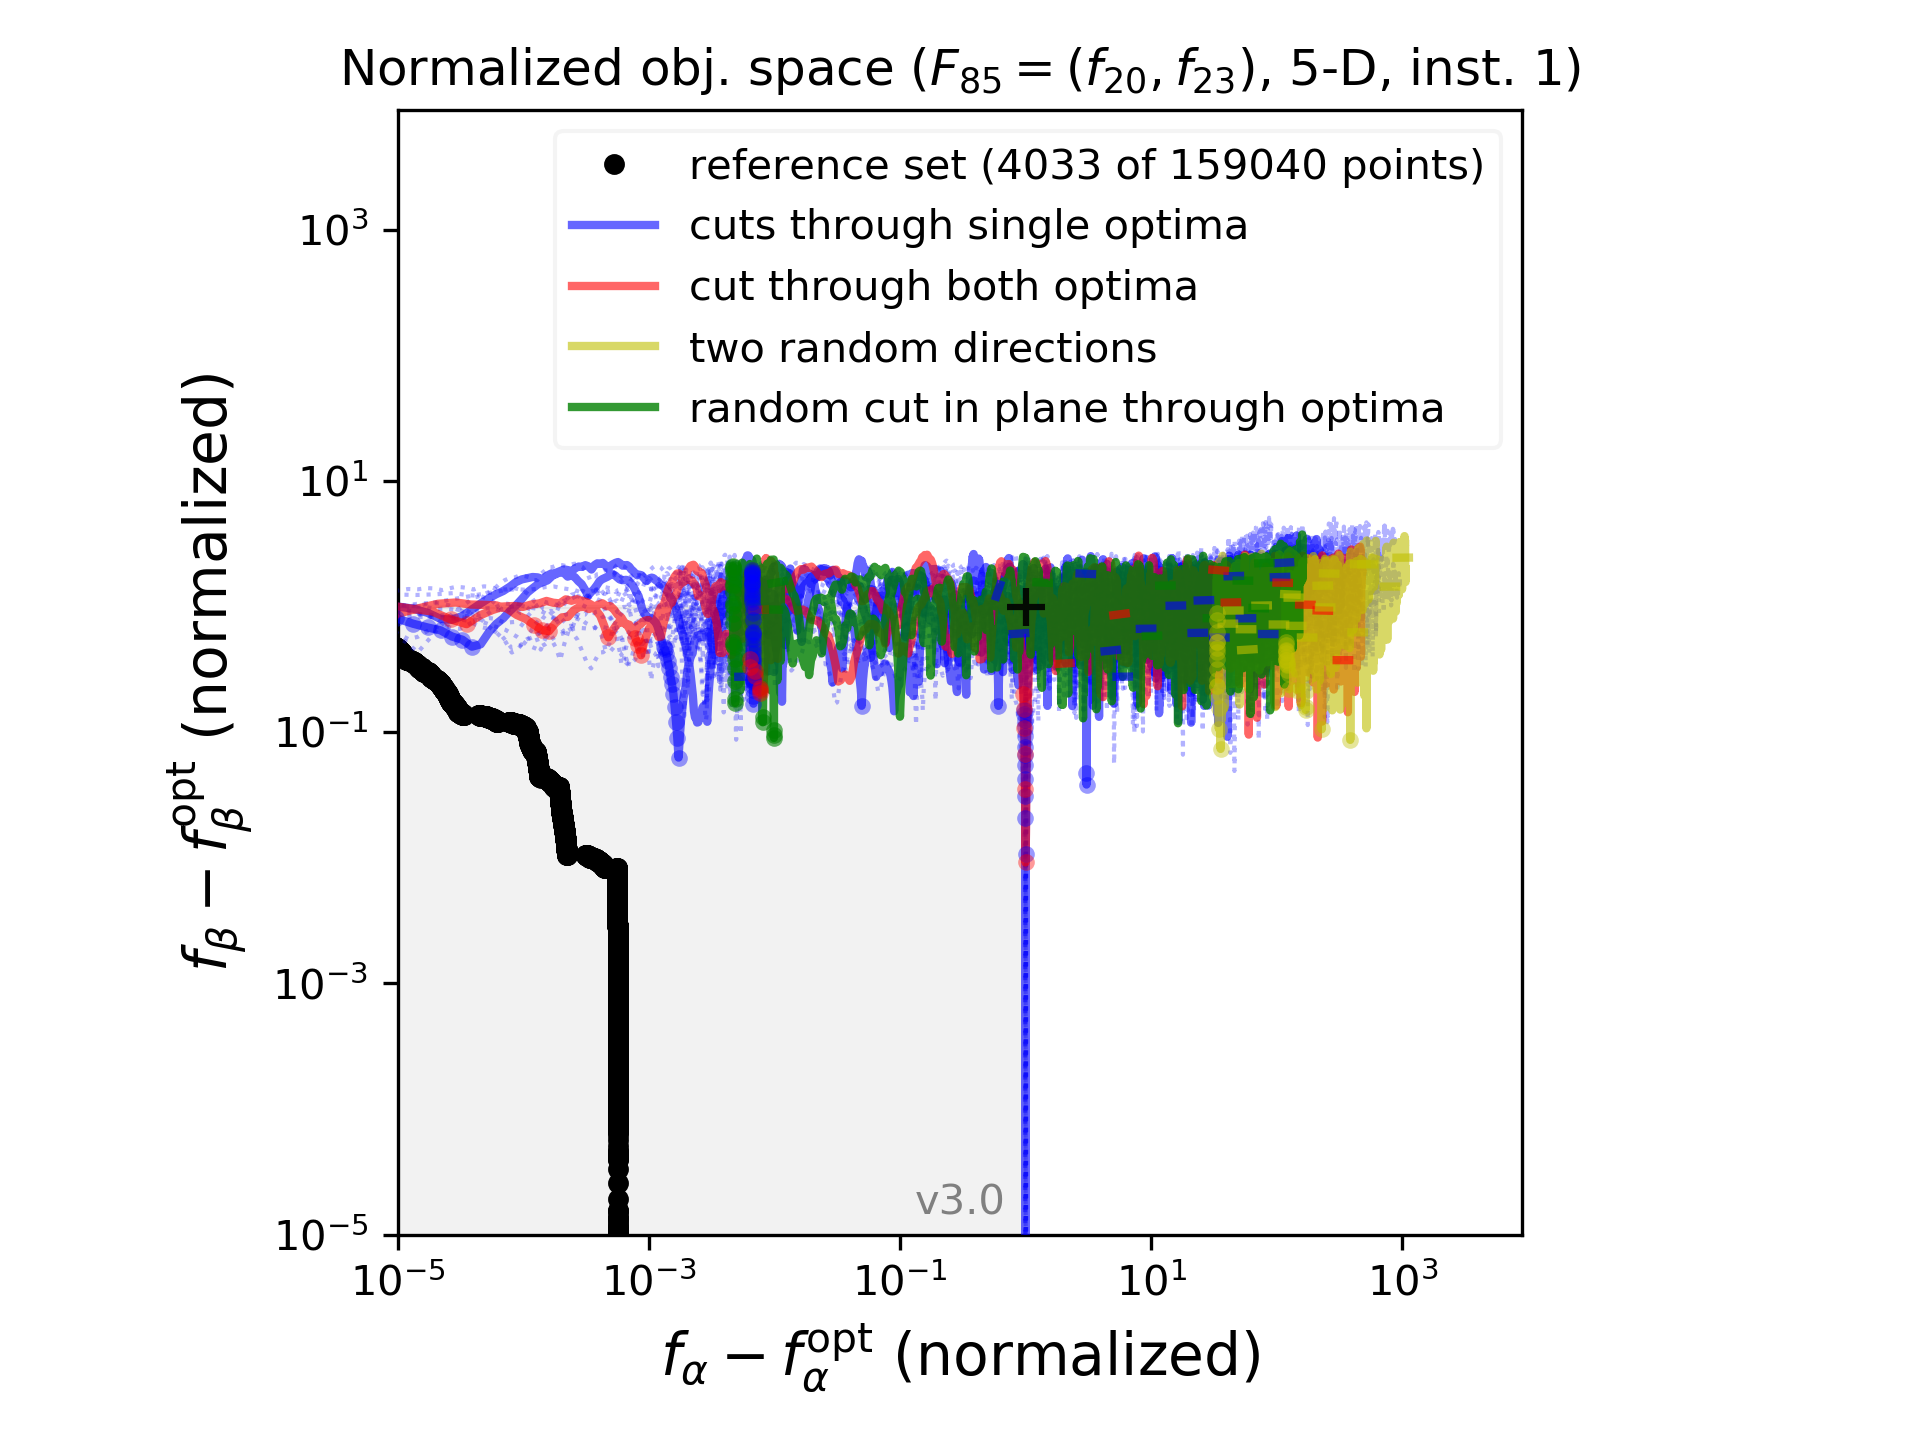 Normalized obj. space (F₈₅ = (f₂₀, f₂₃), 5-D, inst. 1)
reference set (4033 of 159040 points)
cuts through single optima
cut through both optima
two random directions
random cut in plane through optima
10³
10¹
10⁻¹
10⁻³
10⁻⁵
f_β − f_β^opt (normalized)
v3.0
10⁻⁵ 10⁻³ 10⁻¹ 10¹ 10³
f_α − f_α^opt (normalized)